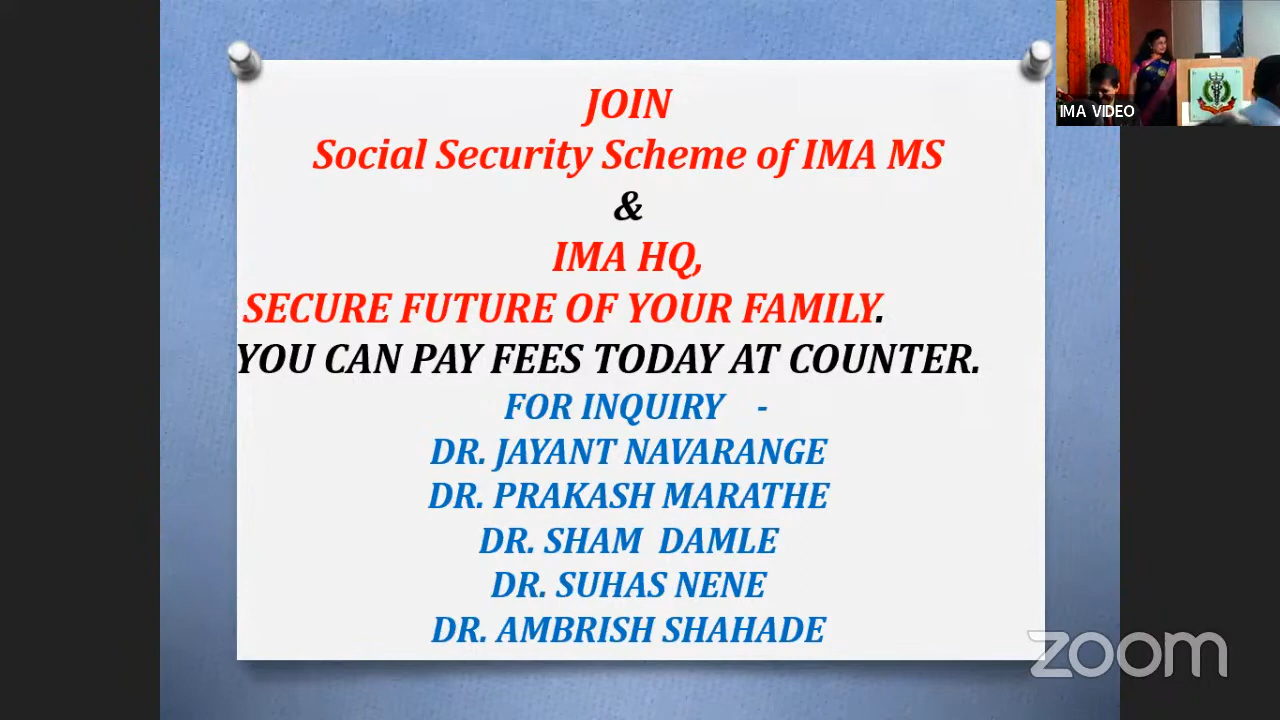 JOIN
Social Security Scheme of IMA MS
&
IMA HQ,
SECURE FUTURE OF YOUR FAMILY.
YOU CAN PAY FEES TODAY AT COUNTER.
FOR INQUIRY -
DR. JAYANT NAVARANGE
DR. PRAKASH MARATHE
DR. SHAM DAMLE
DR. SUHAS NENE
DR. AMBRISH SHAHADE
IMA VIDEO
zoom